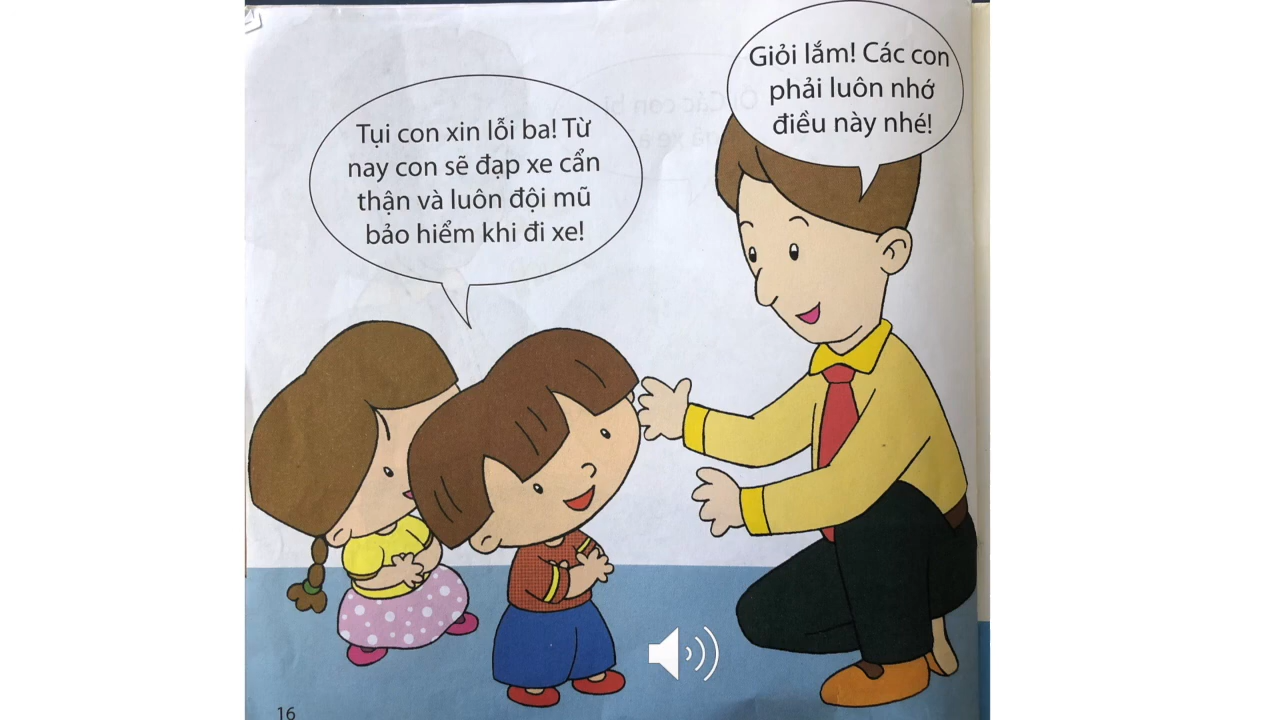 Tụi con xin lỗi ba! Từ
nay con sẽ đạp xe cẩn
thận và luôn đội mũ
bảo hiểm khi đi xe!
Giỏi lắm! Các con
phải luôn nhớ
điều này nhé!
16